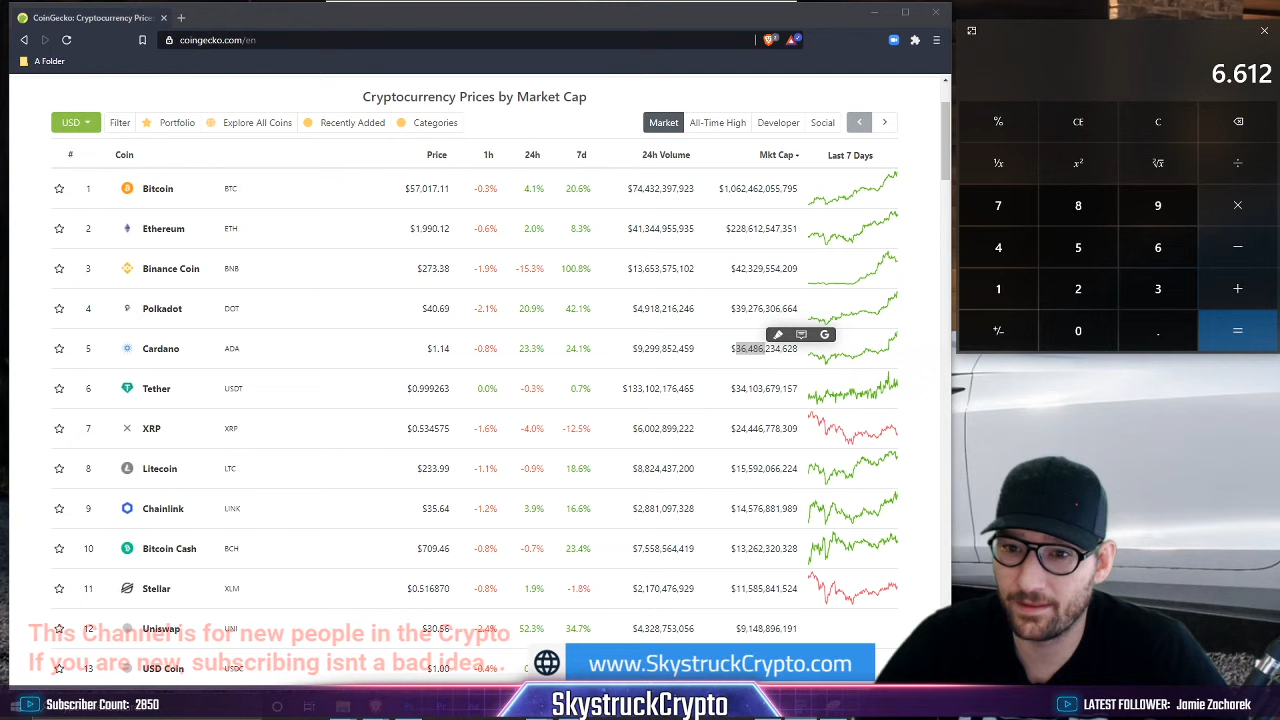 CoinGecko: Cryptocurrency Prices
coingecko.com/en
A Folder
6.612
Cryptocurrency Prices by Market Cap
USD Filter Portfolio Explore All Coins Recently Added Categories Market All-Time High Developer Social
# Coin Price 1h 24h 7d 24h Volume Mkt Cap Last 7 Days
1 Bitcoin BTC $57,017.11 -0.3% 4.1% 20.6% $74,432,397,923 $1,062,462,055,795
2 Ethereum ETH $1,990.12 -0.6% 2.0% 8.3% $41,344,955,935 $228,612,547,351
3 Binance Coin BNB $273.38 -1.9% -15.3% 100.8% $13,653,575,102 $42,329,554,209
4 Polkadot DOT $40.69 -2.1% 20.9% 42.1% $4,918,216,246 $39,276,306,664
5 Cardano ADA $1.14 -0.8% 23.3% 24.1% $9,299,852,459 $36,486,234,628
6 Tether USDT $0.999263 0.0% -0.3% 0.7% $133,102,176,465 $34,103,679,157
7 XRP XRP $0.534575 -1.6% -4.0% -12.5% $6,002,899,222 $24,446,778,309
8 Litecoin LTC $233.99 -1.1% -0.9% 18.6% $8,824,437,200 $15,592,066,224
9 Chainlink LINK $35.64 -1.2% 3.9% 16.6% $2,881,097,328 $14,576,881,989
10 Bitcoin Cash BCH $709.46 -0.8% -0.7% 23.4% $7,558,564,419 $13,262,320,328
11 Stellar XLM $0.516870 -0.8% 1.9% -1.8% $2,170,476,929 $11,585,841,524
12 Uniswap UNI $30.56 -2.4% 52.3% 34.7% $4,328,753,056 $9,148,896,191
13 USD Coin USDC $1.00
% CE C
¹/x x² ÷
7 8 9 ×
4 5 6 −
1 2 3 +
+/- 0 . =
This Channel is for new people in the Crypto
If you are new, subscribing isnt a bad idea...
www.SkystruckCrypto.com
Subscribed Count: 2850
SkystruckCrypto
LATEST FOLLOWER: Jamie Zacharek